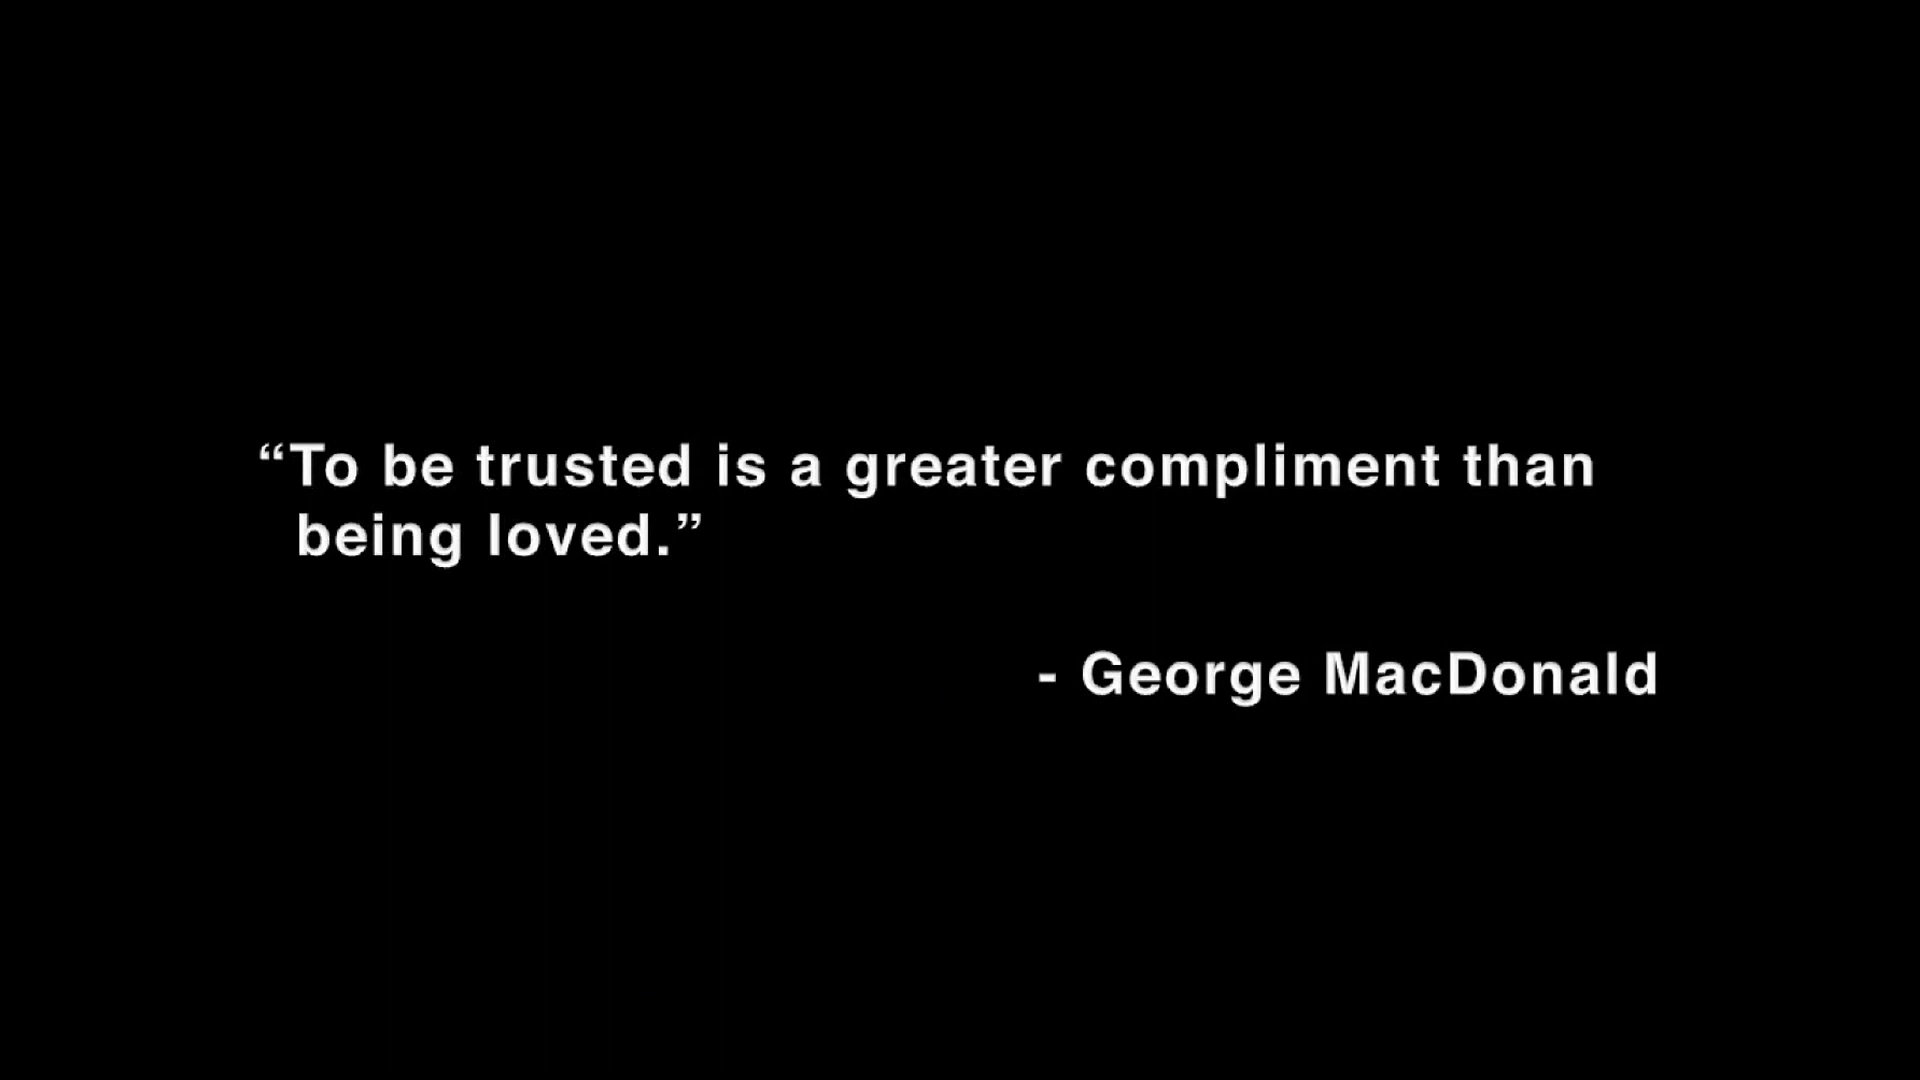 “To be trusted is a greater compliment than
being loved.”
- George MacDonald